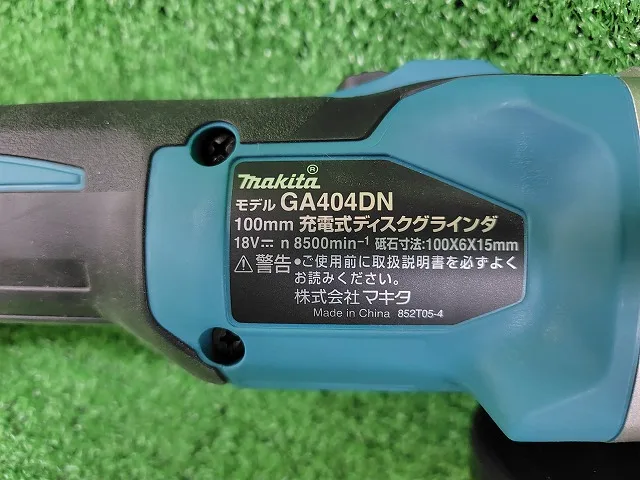 makita®
モデル GA404DN
100mm 充電式ディスクグラインダ
18V⎓ n 8500min⁻¹ 砥石寸法:100X6X15mm
⚠警告 •ご使用前に取扱説明書を必ずよく
お読みください。
株式会社マキタ
Made in China 852T05-4